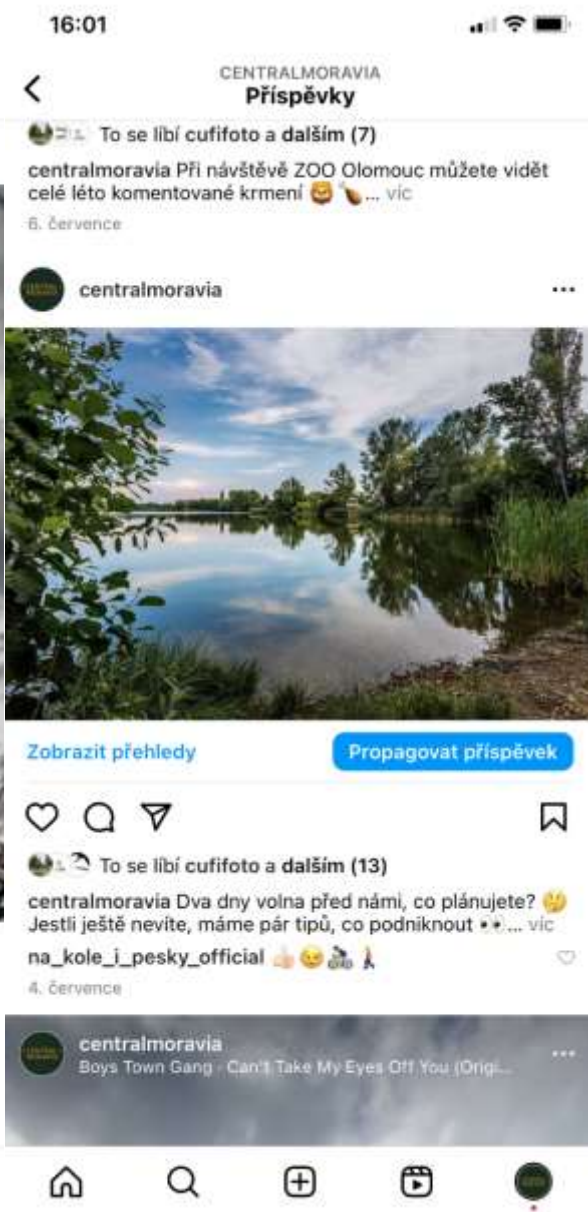 16:01
CENTRALMORAVIA
Příspěvky
To se líbí cufifoto a dalším (7)
centralmoravia Při návštěvě ZOO Olomouc můžete vidět
celé léto komentované krmení 🦁 🍗... víc
6. července
centralmoravia
Zobrazit přehledy
Propagovat příspěvek
To se líbí cufifoto a dalším (13)
centralmoravia Dva dny volna před námi, co plánujete? 🤔
Jestli ještě nevíte, máme pár tipů, co podniknout 👀... víc
na_kole_i_pesky_official 👍🏻😉🚴🚶
4. července
centralmoravia
Boys Town Gang · Can't Take My Eyes Off You (Origi...